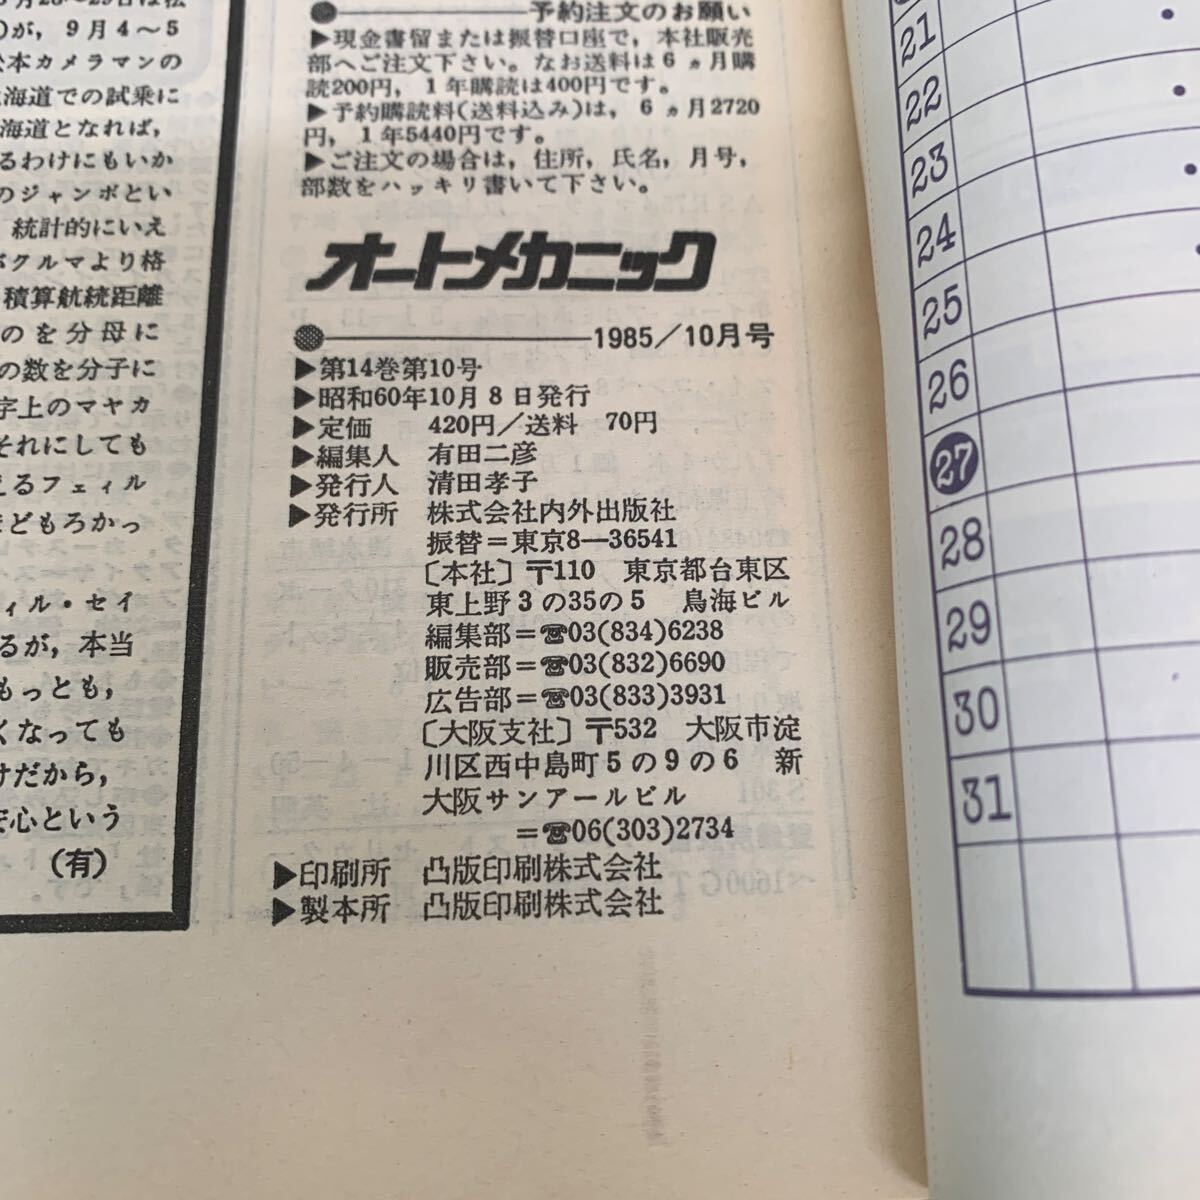 のが，9月4～5
松本カメラマンの
海道での試乗に
海道となれば，
るわけにもいか
のジャンボとい
統計的にいえ
がクルマより格
積算航続距離
のを分母に
の数を分子に
字上のマヤカ
それにしても
えるフェィル
まどもろかっ
ィル・セイ
るが，本当
もっとも，
くなっても
けだから，
安心という
(有)
予約注文のお願い
▶現金書留または振替口座で，本社販売
部へご注文下さい。なお送料は6ヵ月購
読200円，1年購読は400円です。
▶予約購読料(送料込み)は，6ヵ月2720
円，1年5440円です。
▶ご注文の場合は，住所，氏名，月号，
部数をハッキリ書いて下さい。
オートメカニック
1985／10月号
▶第14巻第10号
▶昭和60年10月8日発行
▶定価 420円／送料 70円
▶編集人 有田二彦
▶発行人 清田孝子
▶発行所 株式会社内外出版社
振替＝東京8—36541
〔本社〕〒110 東京都台東区
東上野3の35の5 鳥海ビル
編集部＝☎03(834)6238
販売部＝☎03(832)6690
広告部＝☎03(833)3931
〔大阪支社〕〒532 大阪市淀
川区西中島町5の9の6 新
大阪サンアールビル
＝☎06(303)2734
▶印刷所 凸版印刷株式会社
▶製本所 凸版印刷株式会社
21
22
23
24
25
26
27
28
29
30
31